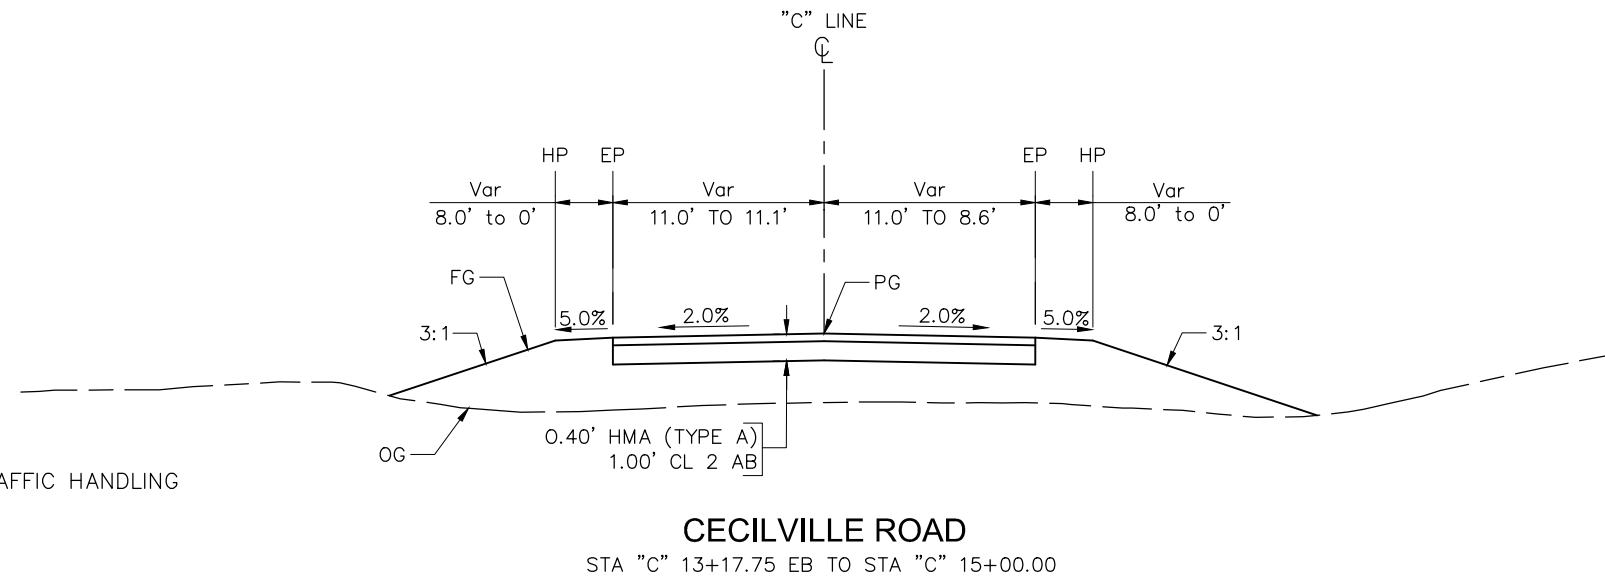 "C" LINE
℄
HP EP EP HP
Var Var Var Var
8.0' to 0' 11.0' TO 11.1' 11.0' TO 8.6' 8.0' to 0'
FG PG
5.0% 2.0% 2.0% 5.0%
3:1 3:1
0.40' HMA (TYPE A)
OG 1.00' CL 2 AB
AFFIC HANDLING
CECILVILLE ROAD
STA "C" 13+17.75 EB TO STA "C" 15+00.00